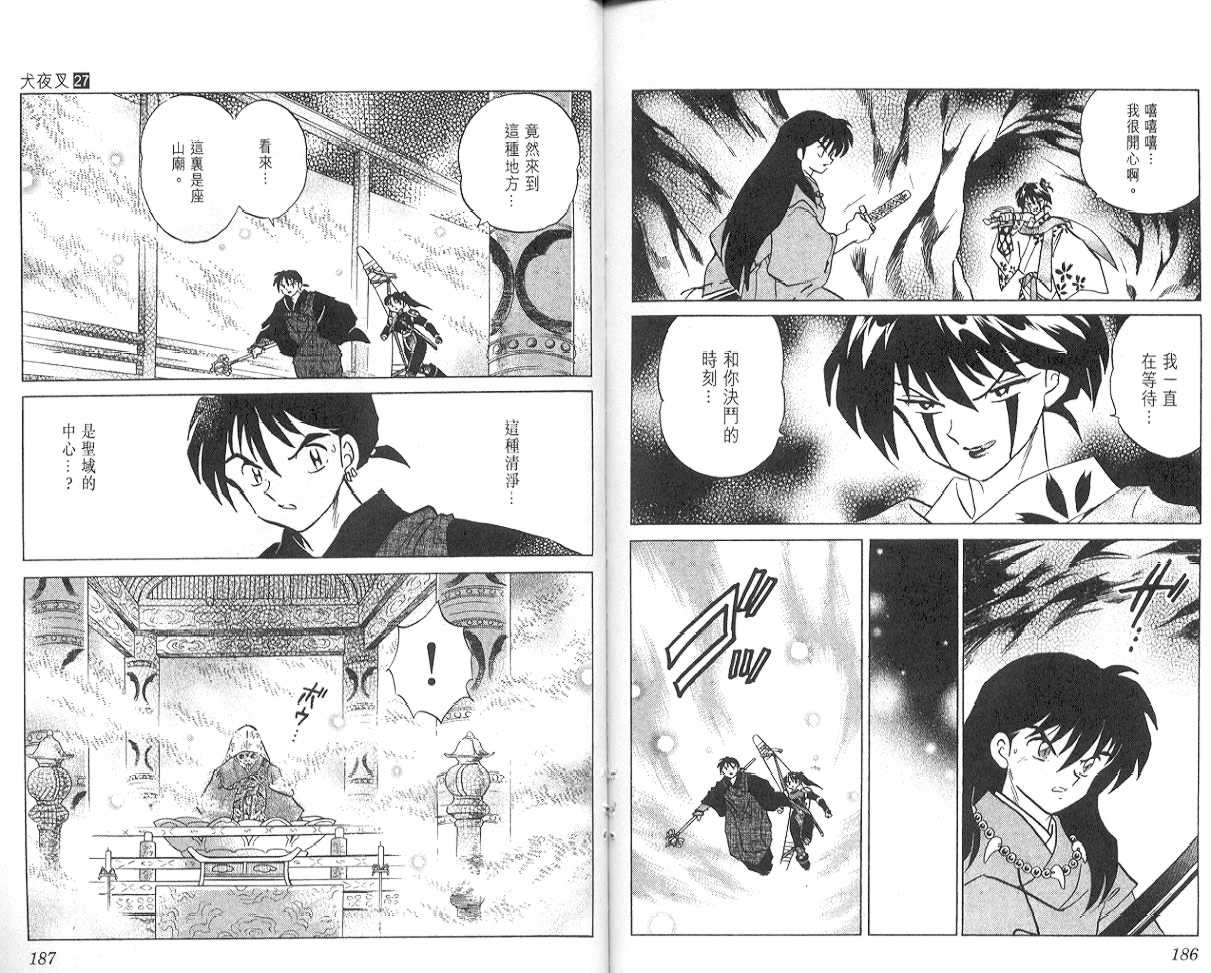 嘻嘻嘻…
我很開心啊。
我一直
在等待…
和你決鬥的
時刻…
ザッ…
ゴ
186
犬夜叉27
竟然來到
這種地方…
看來…
這裏是座
山廟。
這種清淨…
是聖域的
中心…?
!
ボウ…
187